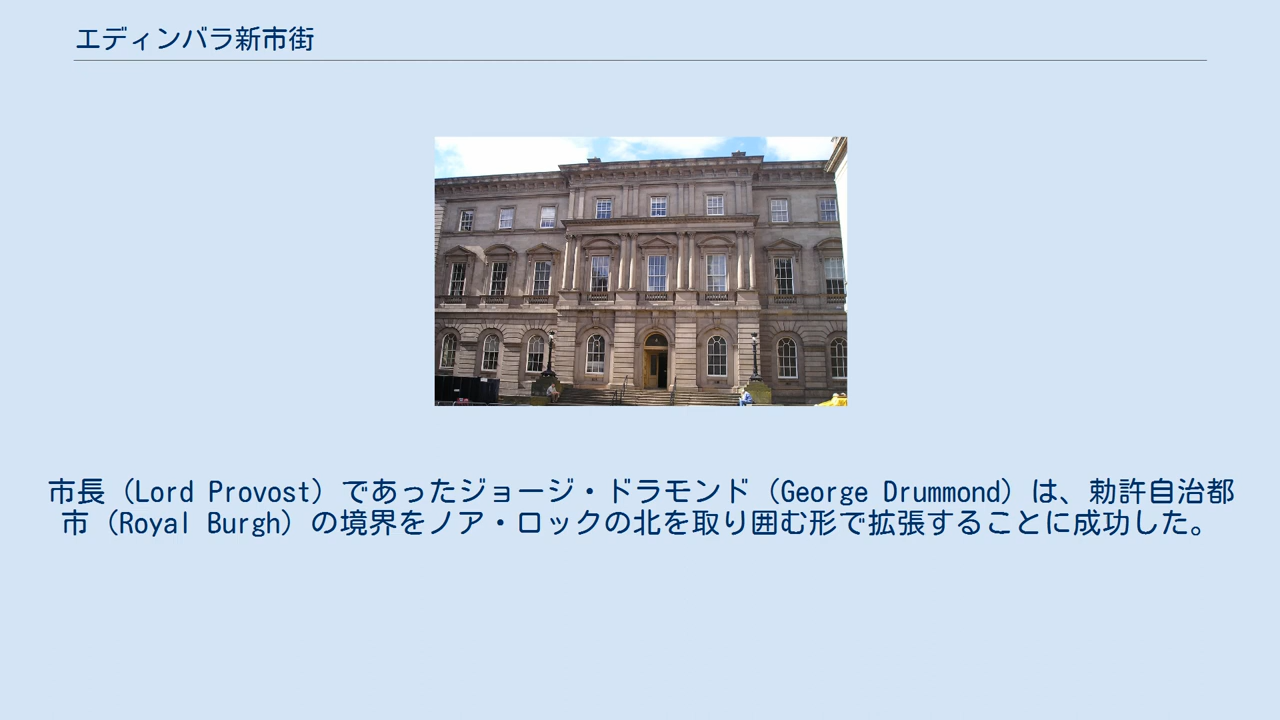 エディンバラ新市街
市長（Lord Provost）であったジョージ・ドラモンド（George Drummond）は、勅許自治都
市（Royal Burgh）の境界をノア・ロックの北を取り囲む形で拡張することに成功した。